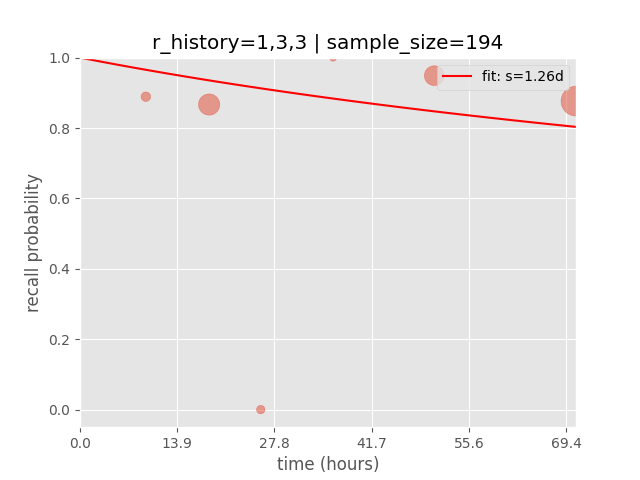 r_history=1,3,3 | sample_size=194
1.0
0.8
0.6
0.4
0.2
0.0
recall probability
fit: s=1.26d
0.0 13.9 27.8 41.7 55.6 69.4
time (hours)